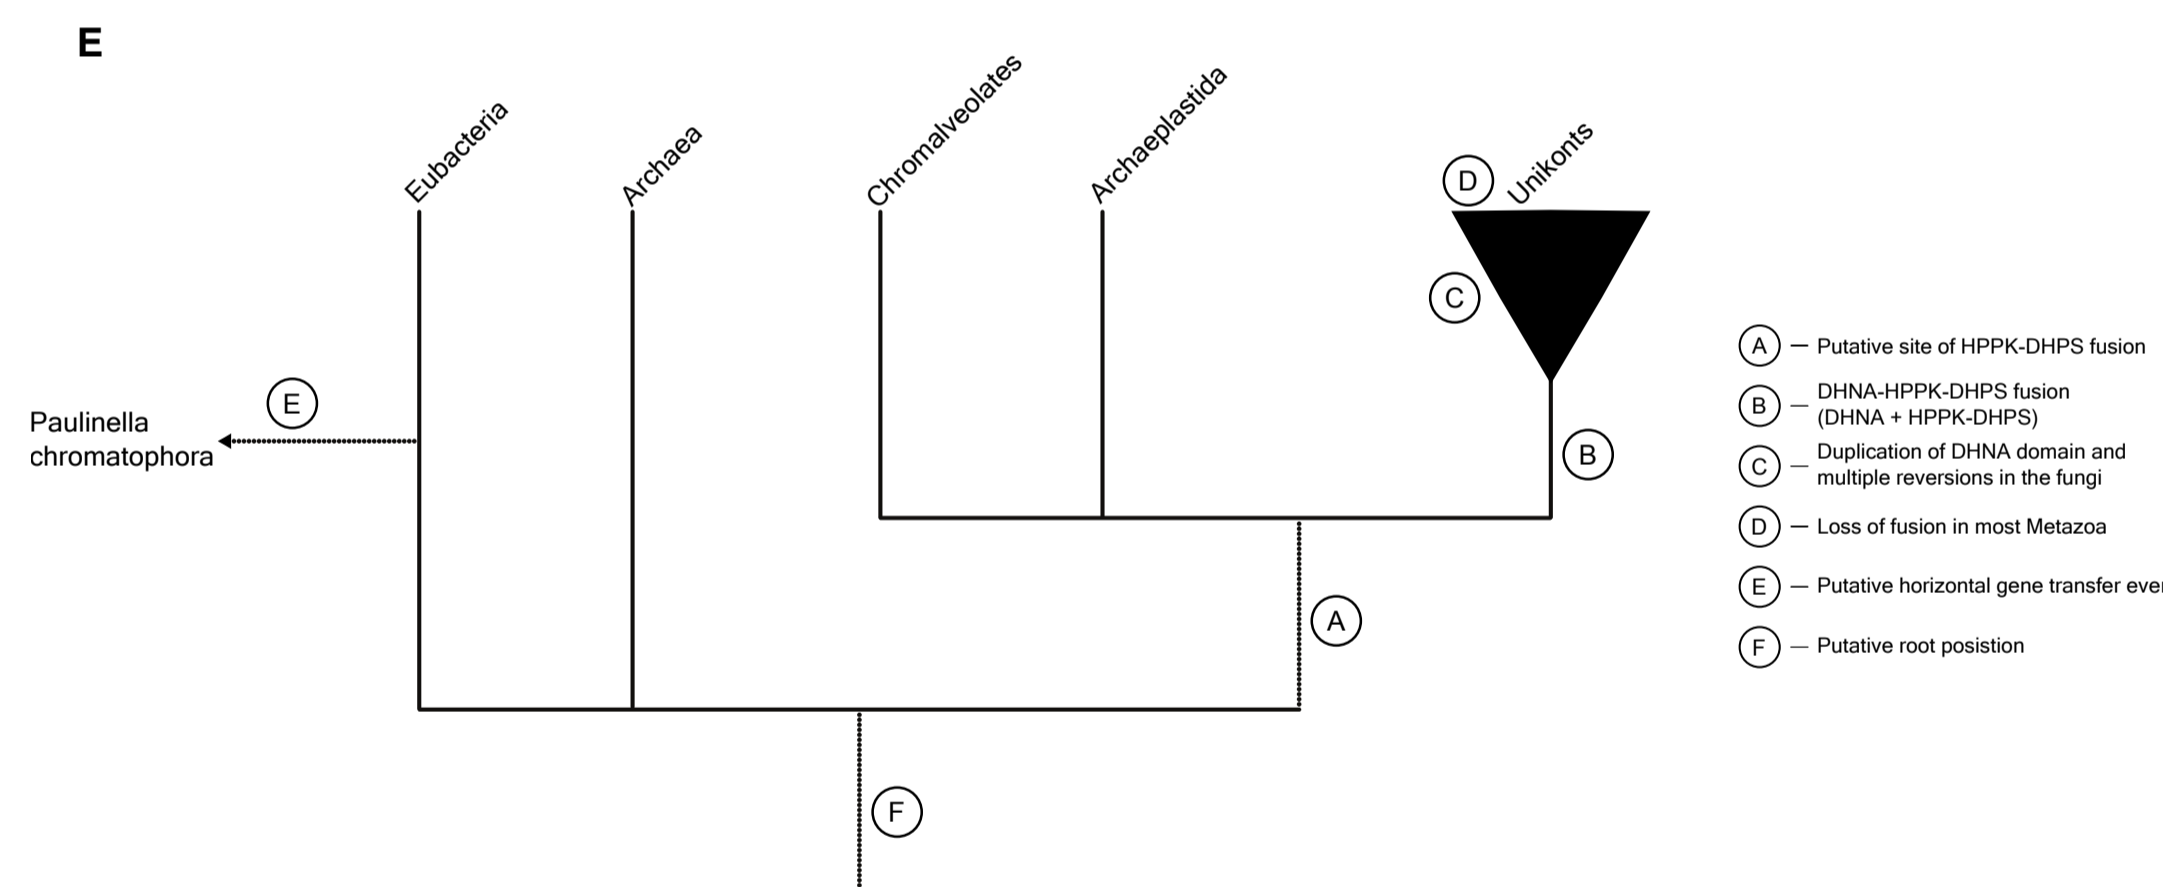 E
Eubacteria
Archaea
Chromalveolates
Archaeplastida
Unikonts
D
C
E
Paulinella
chromatophora
B
A
F
A – Putative site of HPPK-DHPS fusion
B – DHNA-HPPK-DHPS fusion
(DHNA + HPPK-DHPS)
C – Duplication of DHNA domain and
multiple reversions in the fungi
D – Loss of fusion in most Metazoa
E – Putative horizontal gene transfer
F – Putative root posistion